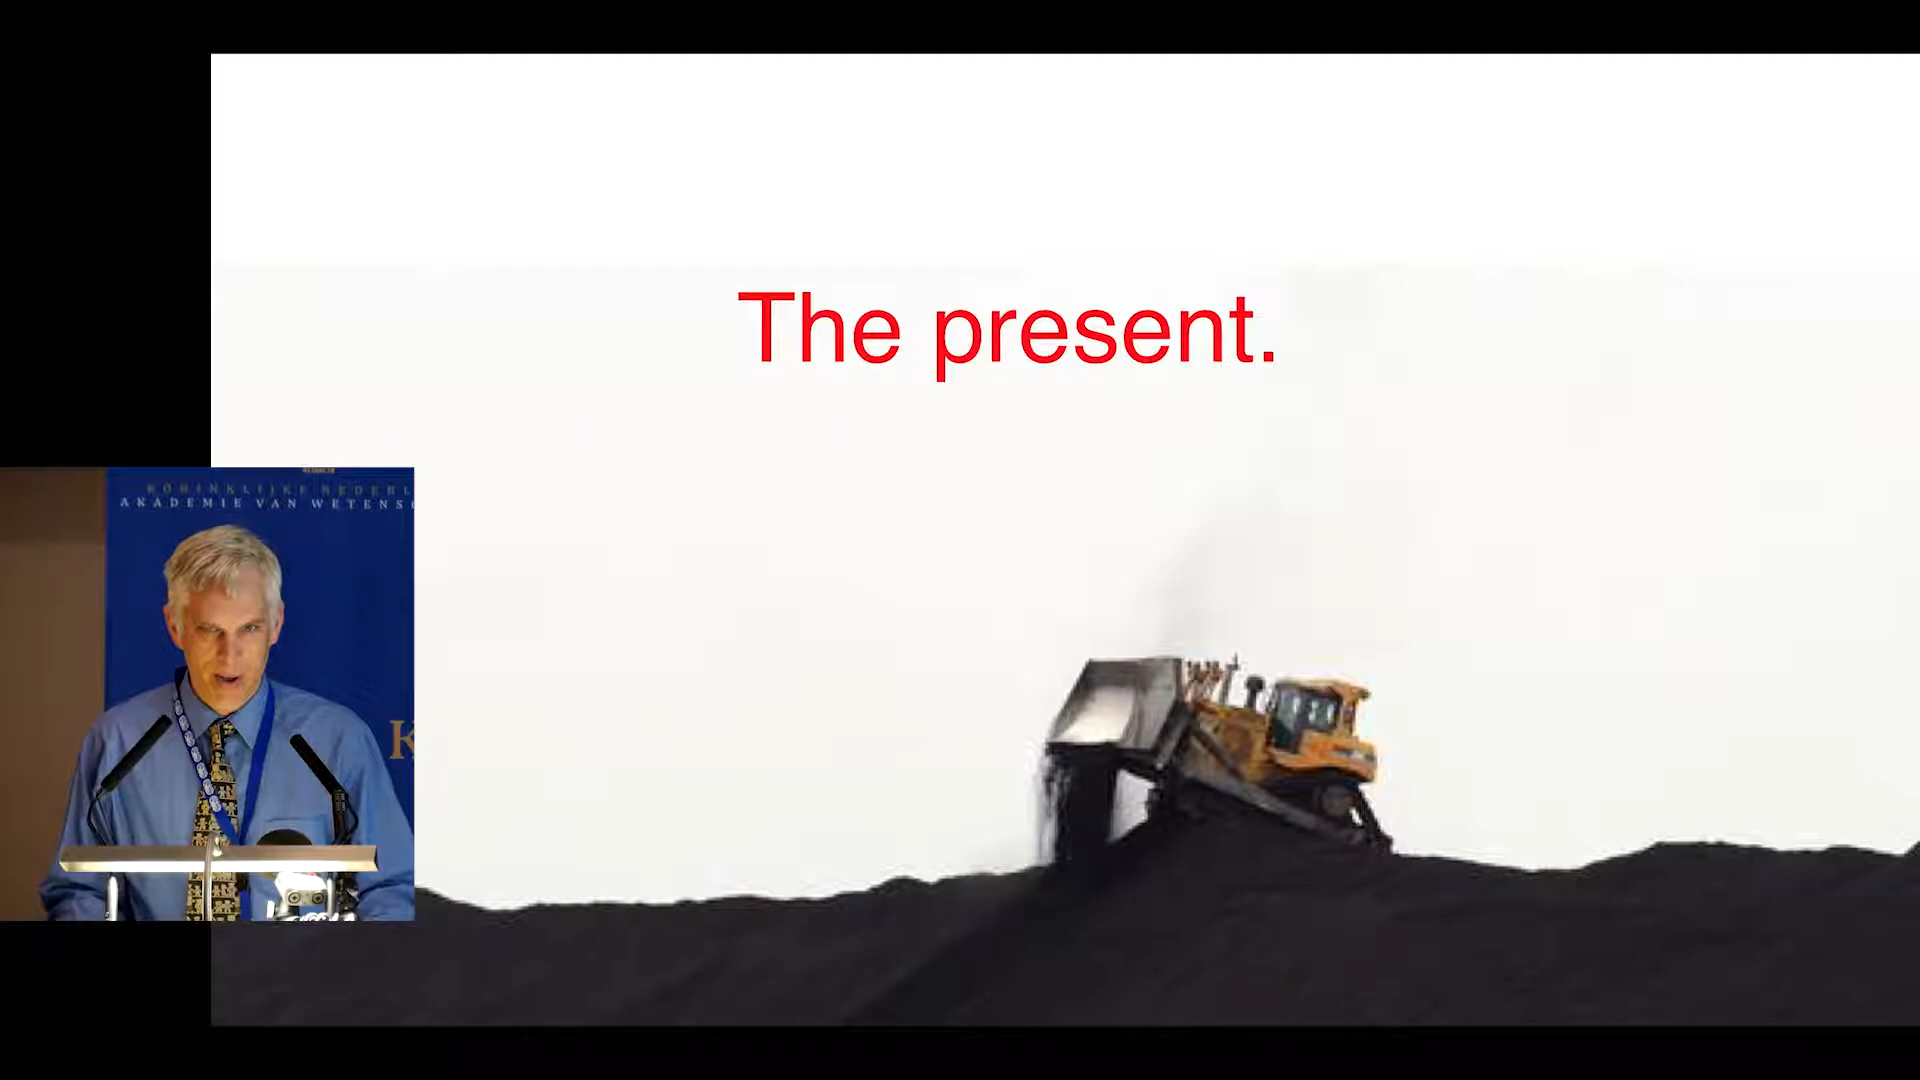 The present.
KONINKLIJKE NEDERL
AKADEMIE VAN WETENS
K